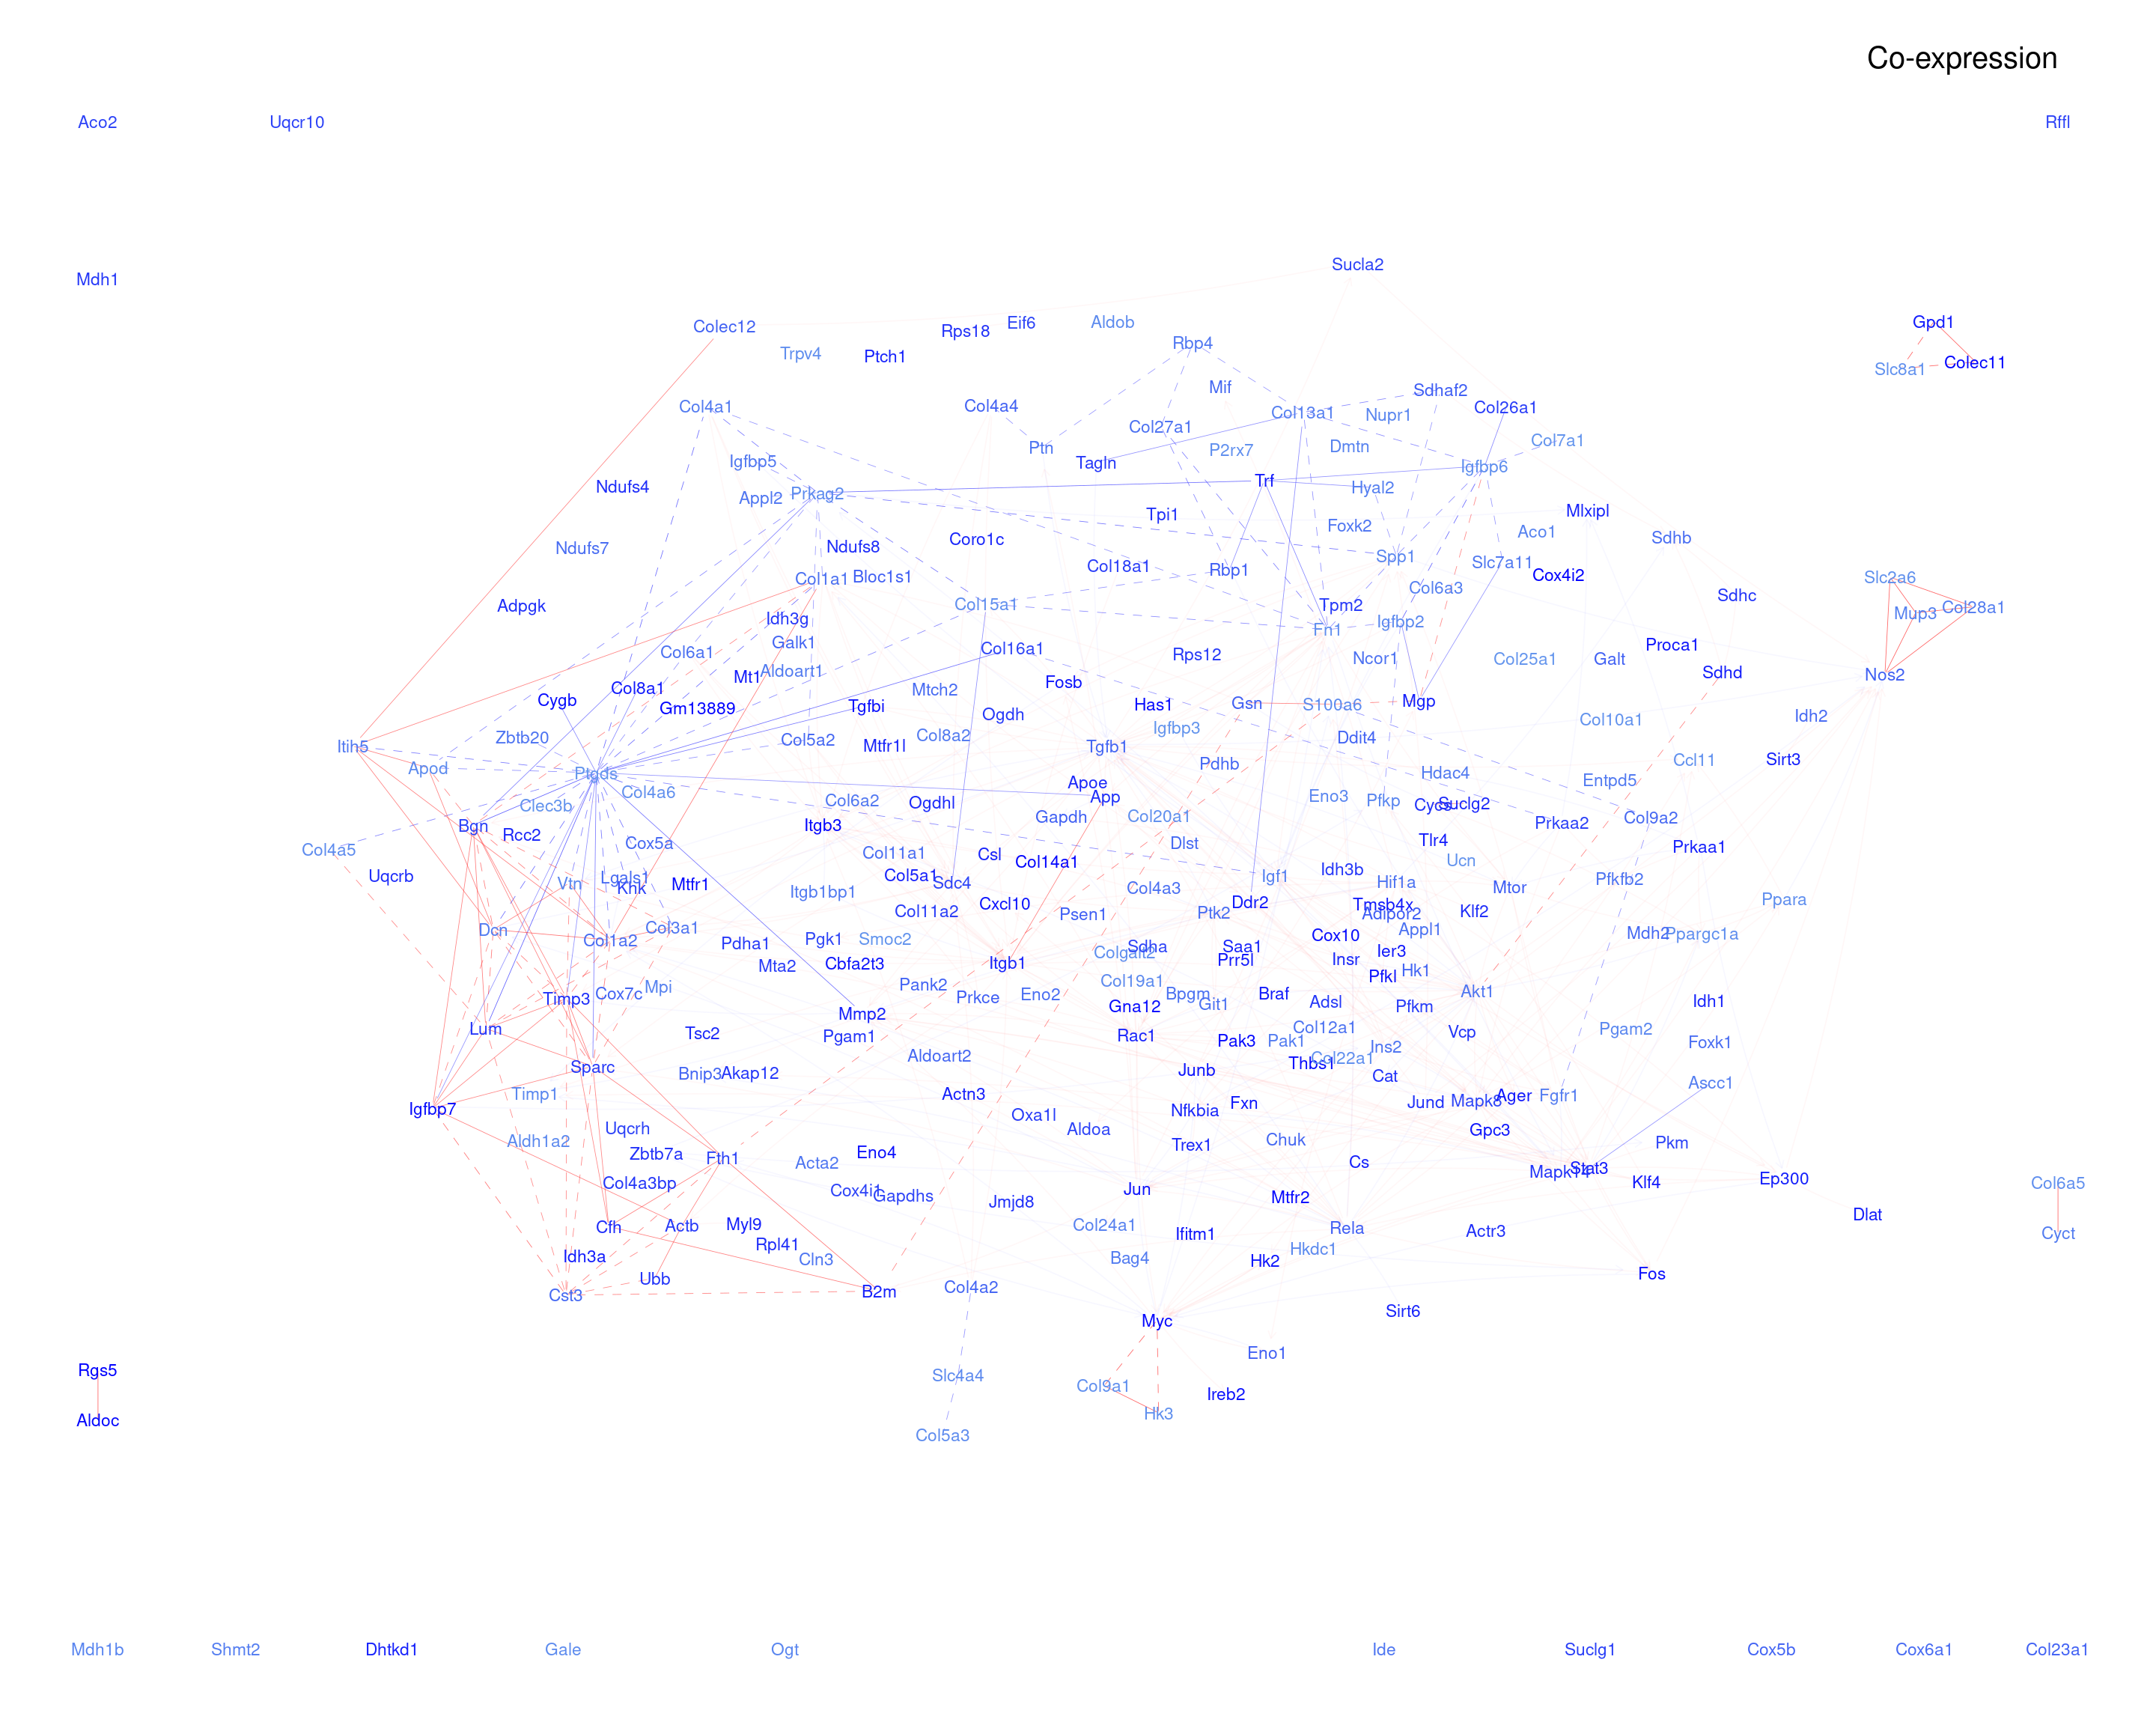 Co-expression
Aco2 Uqcr10 Rffl
Sucla2
Mdh1
Colec12 Rps18 Eif6 Aldob Gpd1
Trpv4 Ptch1 Rbp4 Slc8a1 Colec11
Col4a1 Col4a4 Mif Col13a1 Sdhaf2 Nupr1 Col26a1
Igfbp5 Ptn Col27a1 Tagln P2rx7 Dmtn Col7a1 Igfbp6
Ndufs4 Appl2 Prkag2 Trf Hyal2
Ndufs7 Ndufs8 Coro1c Tpi1 Foxk2 Mlxipl Aco1 Sdhb
Col1a1 Bloc1s1 Col18a1 Rbp1 Spp1 Slc7a11 Cox4i2 Slc2a6
Adpgk Idh3g Col15a1 Tpm2 Col6a3 Sdhc Mup3 Col28a1
Col6a1 Galk1 Col16a1 Rps12 Fn1 Igfbp2 Ncor1 Col25a1 Galt Proca1
Cygb Col8a1 Mt1 Aldoart1 Mtch2 Fosb Sdhd Nos2
Gm13889 Tgfbi Ogdh Has1 Gsn S100a6 Mgp Col10a1 Idh2
Itih5 Zbtb20 Col5a2 Mtfr1l Col8a2 Tgfb1 Igfbp3 Ddit4
Apod Ptgds Pdhb Hdac4 Entpd5 Ccl11 Sirt3
Clec3b Col4a6 Col6a2 Ogdhl Apoe App Eno3 Pfkp Cycs Suclg2
Bgn Rcc2 Itgb3 Gapdh Col20a1 Prkaa2 Col9a2
Col4a5 Cox5a Col11a1 Csl Col14a1 Dlst Tlr4 Ucn Prkaa1
Uqcrb Vtn Lgals1 Khk Mtfr1 Itgb1bp1 Col5a1 Sdc4 Col4a3 Igf1 Idh3b Hif1a Mtor Pfkfb2
Col11a2 Cxcl10 Psen1 Ptk2 Ddr2 Tmsb4x Adipor2 Klf2 Ppara
Dcn Col1a2 Col3a1 Pdha1 Pgk1 Smoc2 Colgalt2 Sdha Saa1 Cox10 Appl1 Mdh2 Ppargc1a
Mta2 Cbfa2t3 Itgb1 Prr5l Insr Ier3
Timp3 Cox7c Mpi Pank2 Prkce Eno2 Col19a1 Bpgm Git1 Braf Adsl Pfkl Hk1 Pfkm Akt1 Idh1
Lum Tsc2 Mmp2 Pgam1 Gna12 Rac1 Pak3 Pak1 Col12a1 Ins2 Vcp Pgam2 Foxk1
Sparc Bnip3 Akap12 Aldoart2 Junb Thbs1 Col22a1 Cat Ascc1
Igfbp7 Timp1 Actn3 Oxa1l Nfkbia Fxn Jund Mapk8 Ager Fgfr1
Aldh1a2 Uqcrh Zbtb7a Fth1 Acta2 Eno4 Aldoa Trex1 Chuk Cs Gpc3 Pkm
Col4a3bp Cox4i1 Gapdhs Jmjd8 Jun Mtfr2 Mapk14 Stat3 Klf4 Ep300 Col6a5
Cfh Actb Myl9 Rpl41 Col24a1 Ifitm1 Rela Actr3 Dlat Cyct
Idh3a Ubb Cln3 Bag4 Hk2 Hkdc1 Fos
Cst3 B2m Col4a2 Myc Sirt6
Rgs5 Slc4a4 Col9a1 Eno1
Aldoc Col5a3 Hk3 Ireb2
Mdh1b Shmt2 Dhtkd1 Gale Ogt Ide Suclg1 Cox5b Cox6a1 Col23a1